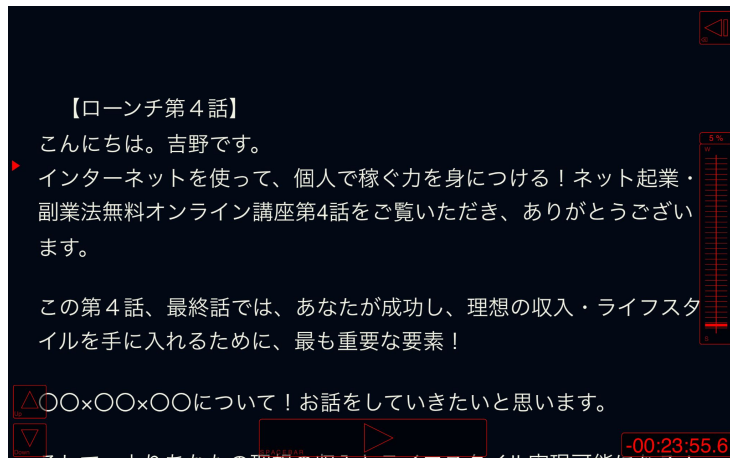 【ローンチ第４話】
こんにちは。吉野です。
インターネットを使って、個人で稼ぐ力を身につける！ネット起業・
副業法無料オンライン講座第4話をご覧いただき、ありがとうござい
ます。
この第４話、最終話では、あなたが成功し、理想の収入・ライフスタ
イルを手に入れるために、最も重要な要素！
〇〇×〇〇×〇〇について！お話をしていきたいと思います。
5 %
W
S
SPACEBAR
-00:23:55.6